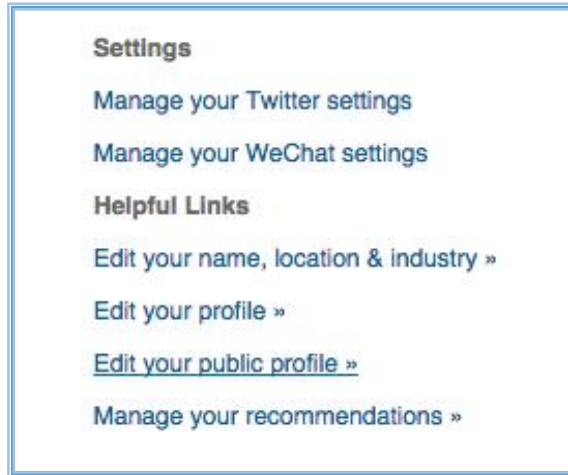 Settings
Manage your Twitter settings
Manage your WeChat settings
Helpful Links
Edit your name, location & industry »
Edit your profile »
Edit your public profile »
Manage your recommendations »